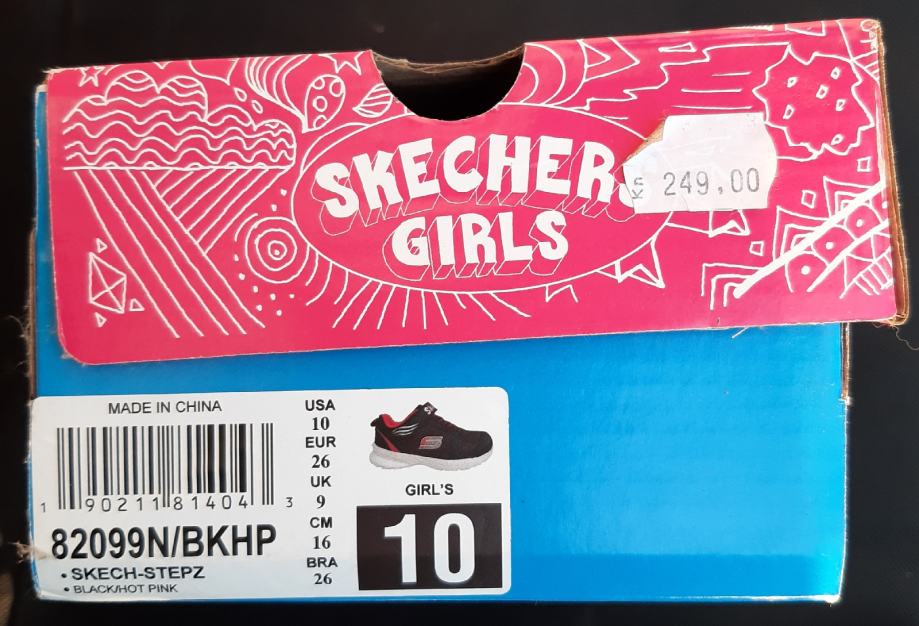 SKECHERS
GIRLS
Kn 249,00
MADE IN CHINA
1 90211 81404 3
82099N/BKHP
• SKECH-STEPZ
• BLACK/HOT PINK
USA
10
EUR
26
UK
9
CM
16
BRA
26
GIRL'S
10